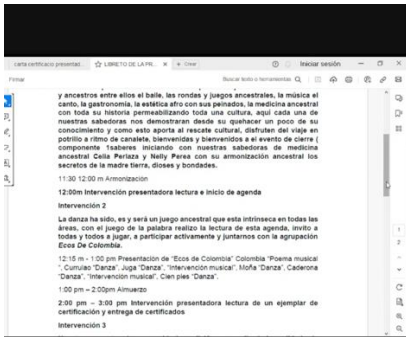 carta certificaco presentad...
LIBRETO DE LA PR...
Crear
Iniciar sesión
Firmar
Buscar texto o herramientas
y ancestros entre ellos el baile, las rondas y juegos ancestrales, la música el
canto, la gastronomía, la estética afro con sus peinados, la medicina ancestral
con toda su historia permeabilizando toda una cultura, aquí cada una de
nuestras sabedoras nos demostraran desde su quehacer un poco de su
conocimiento y como esto aporta al rescate cultural, disfruten del viaje en
potrillo a ritmo de canalete, bienvenidas y bienvenidos a el evento de cierre (
componente 1saberes iniciando con nuestras sabedoras de medicina
ancestral Celia Perlaza y Nelly Perea con su armonización ancestral los
secretos de la madre tierra, dioses y bondades.
11:30 12:00 m Armonización
12:00m Intervención presentadora lectura e inicio de agenda
Intervención 2
La danza ha sido, es y será un juego ancestral que esta intrínseca en todas las
áreas, con el juego de la palabra realizo la lectura de esta agenda, invito a
todas y todos a jugar, a participar activamente y juntarnos con la agrupación
Ecos De Colombia.
12:15 m - 1:00 pm Presentación de "Ecos de Colombia" Colombia "Poema musical
", Currulao "Danza", Juga "Danza", "Intervención musical", Moña "Danza", Caderona
"Danza", "Intervención musical", Cien pies "Danza".
1:00 pm – 2:00pm Almuerzo
2:00 pm – 3:00 pm Intervención presentadora lectura de un ejemplar de
certificación y entrega de certificados
Intervención 3
1
2